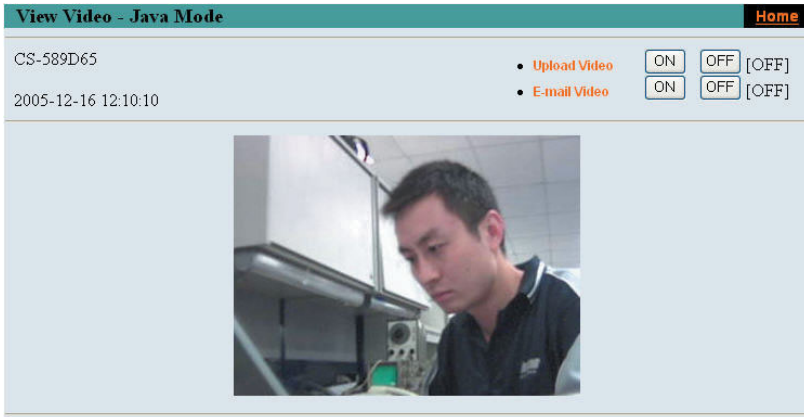 View Video - Java Mode
Home
CS-589D65
Upload Video ON OFF [OFF]
E-mail Video ON OFF [OFF]
2005-12-16 12:10:10